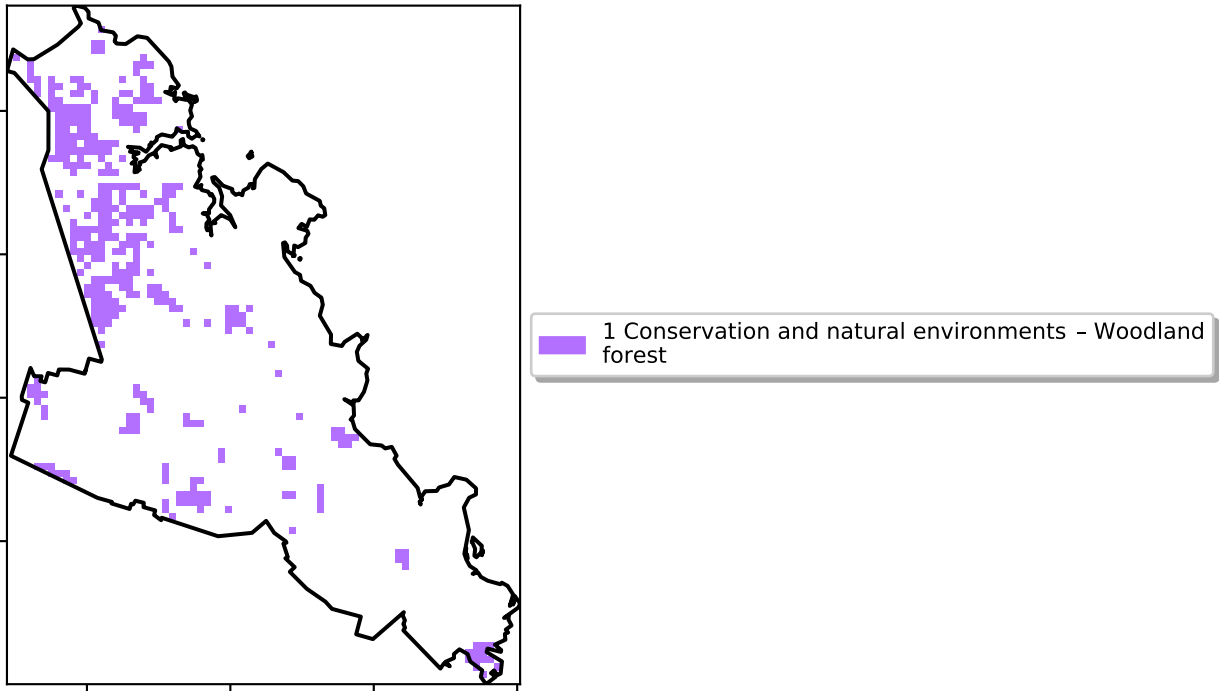 1 Conservation and natural environments – Woodland
forest